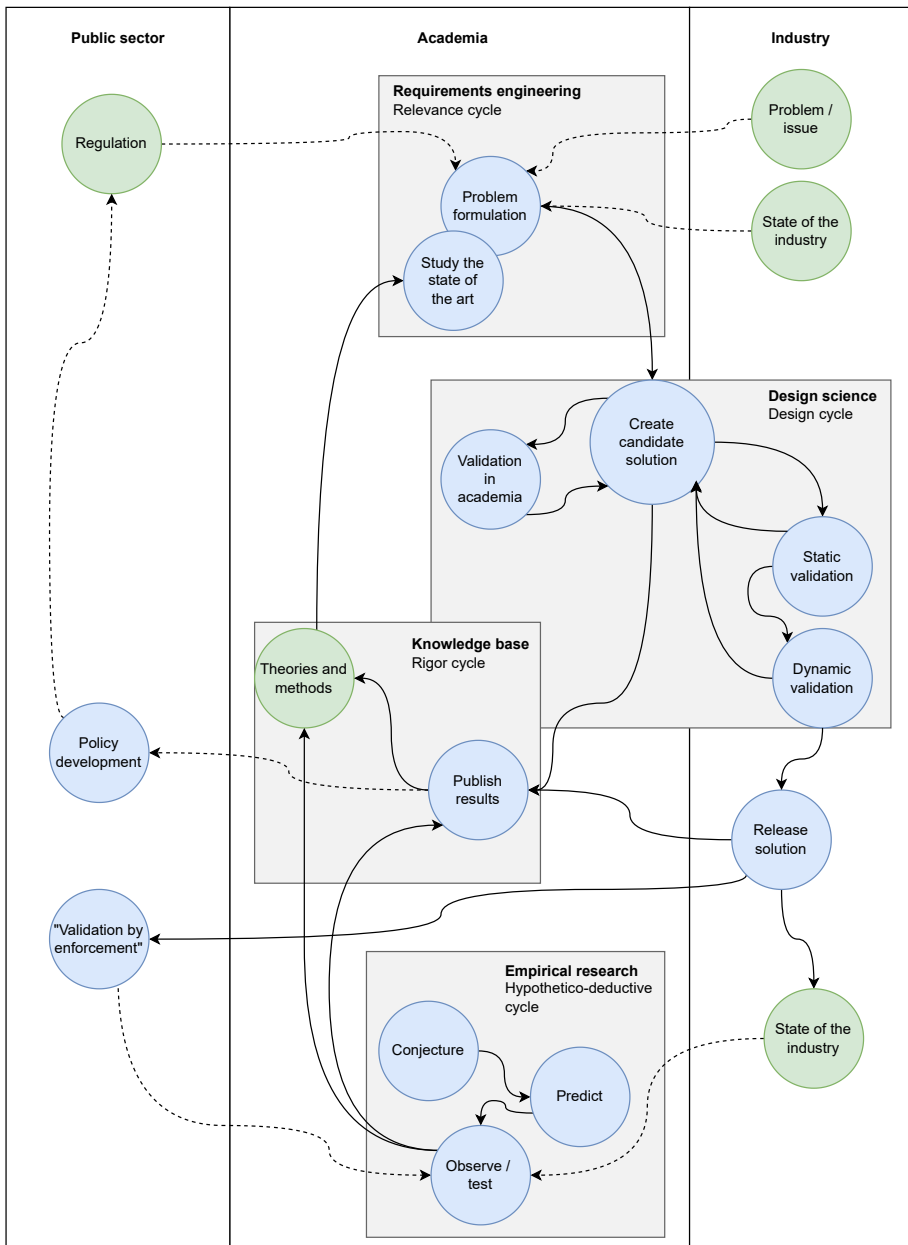 Public sector
Academia
Industry
Requirements engineering
Relevance cycle
Regulation
Problem /
issue
Problem
formulation
State of the
industry
Study the
state of
the art
Design science
Design cycle
Create
candidate
solution
Validation
in
academia
Static
validation
Knowledge base
Rigor cycle
Theories and
methods
Dynamic
validation
Policy
development
Publish
results
Release
solution
"Validation by
enforcement"
Empirical research
Hypothetico-deductive
cycle
State of the
industry
Conjecture
Predict
Observe /
test